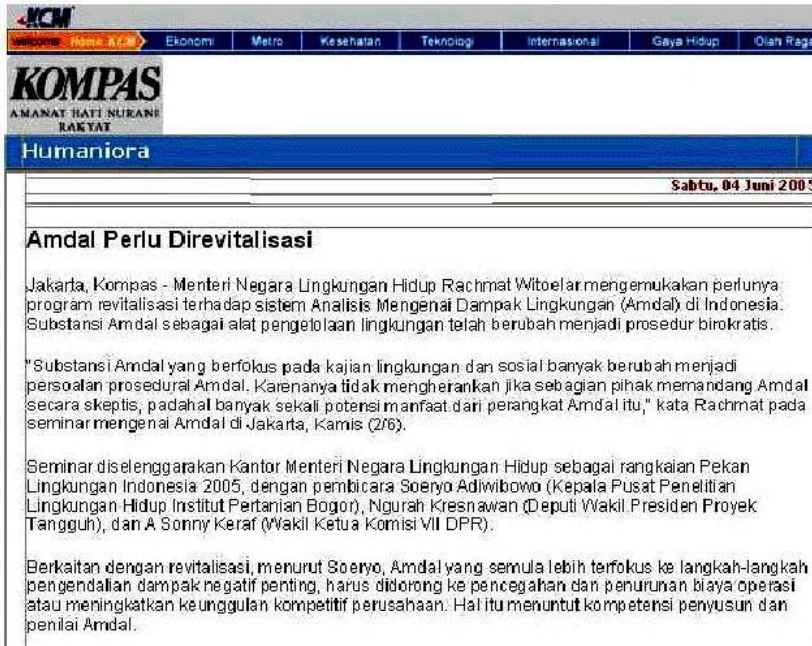 KCM
Welcome Home KCM Ekonomi Metro Kesehatan Teknologi Internasional Gaya Hidup Olah Raga
KOMPAS
AMANAT HATI NURANI
RAKYAT
Humaniora
Sabtu, 04 Juni 2005
Amdal Perlu Direvitalisasi
Jakarta, Kompas - Menteri Negara Lingkungan Hidup Rachmat Witoelar mengemukakan perlunya
program revitalisasi terhadap sistem Analisis Mengenai Dampak Lingkungan (Amdal) di Indonesia.
Substansi Amdal sebagai alat pengelolaan lingkungan telah berubah menjadi prosedur birokratis.
"Substansi Amdal yang berfokus pada kajian lingkungan dan sosial banyak berubah menjadi
persoalan prosedural Amdal. Karenanya tidak mengherankan jika sebagian pihak memandang Amdal
secara skeptis, padahal banyak sekali potensi manfaat dari perangkat Amdal itu," kata Rachmat pada
seminar mengenai Amdal di Jakarta, Kamis (2/6).
Seminar diselenggarakan Kantor Menteri Negara Lingkungan Hidup sebagai rangkaian Pekan
Lingkungan Indonesia 2005, dengan pembicara Soeryo Adiwibowo (Kepala Pusat Penelitian
Lingkungan Hidup Institut Pertanian Bogor), Ngurah Kresnawan (Deputi Wakil Presiden Proyek
Tangguh), dan A Sonny Keraf (Wakil Ketua Komisi VII DPR).
Berkaitan dengan revitalisasi, menurut Soeryo, Amdal yang semula lebih terfokus ke langkah-langkah
pengendalian dampak negatif penting, harus didorong ke pencegahan dan penurunan biaya operasi
atau meningkatkan keunggulan kompetitif perusahaan. Hal itu menuntut kompetensi penyusun dan
penilai Amdal.